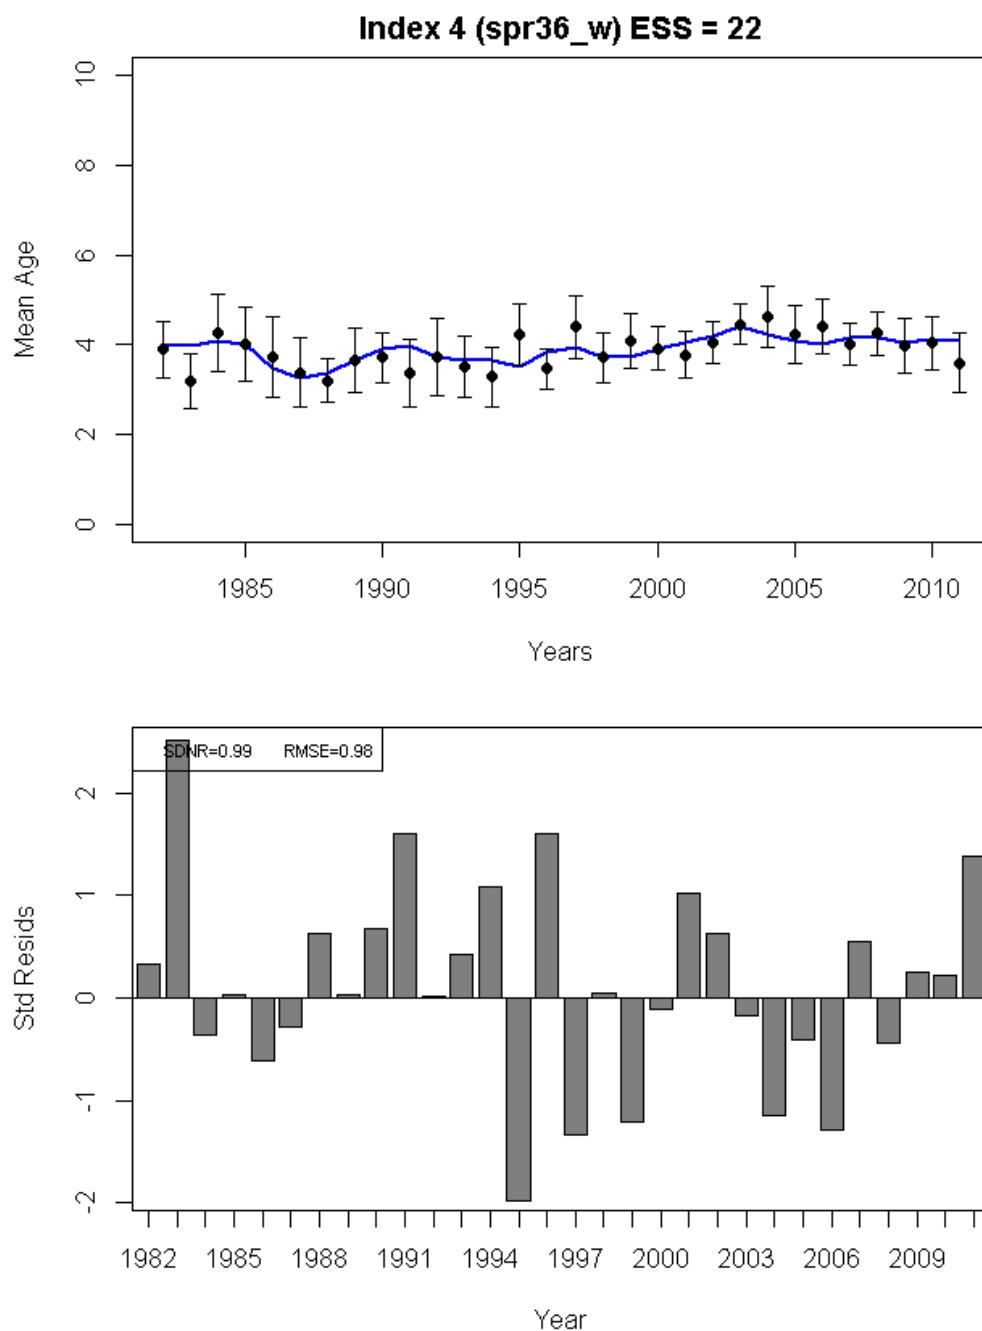 Index 4 (spr36_w) ESS = 22
10
8
6
4
2
0
Mean Age
1985 1990 1995 2000 2005 2010
Years
SDNR=0.99 RMSE=0.98
2
1
0
-1
-2
Std Resids
1982 1985 1988 1991 1994 1997 2000 2003 2006 2009
Year